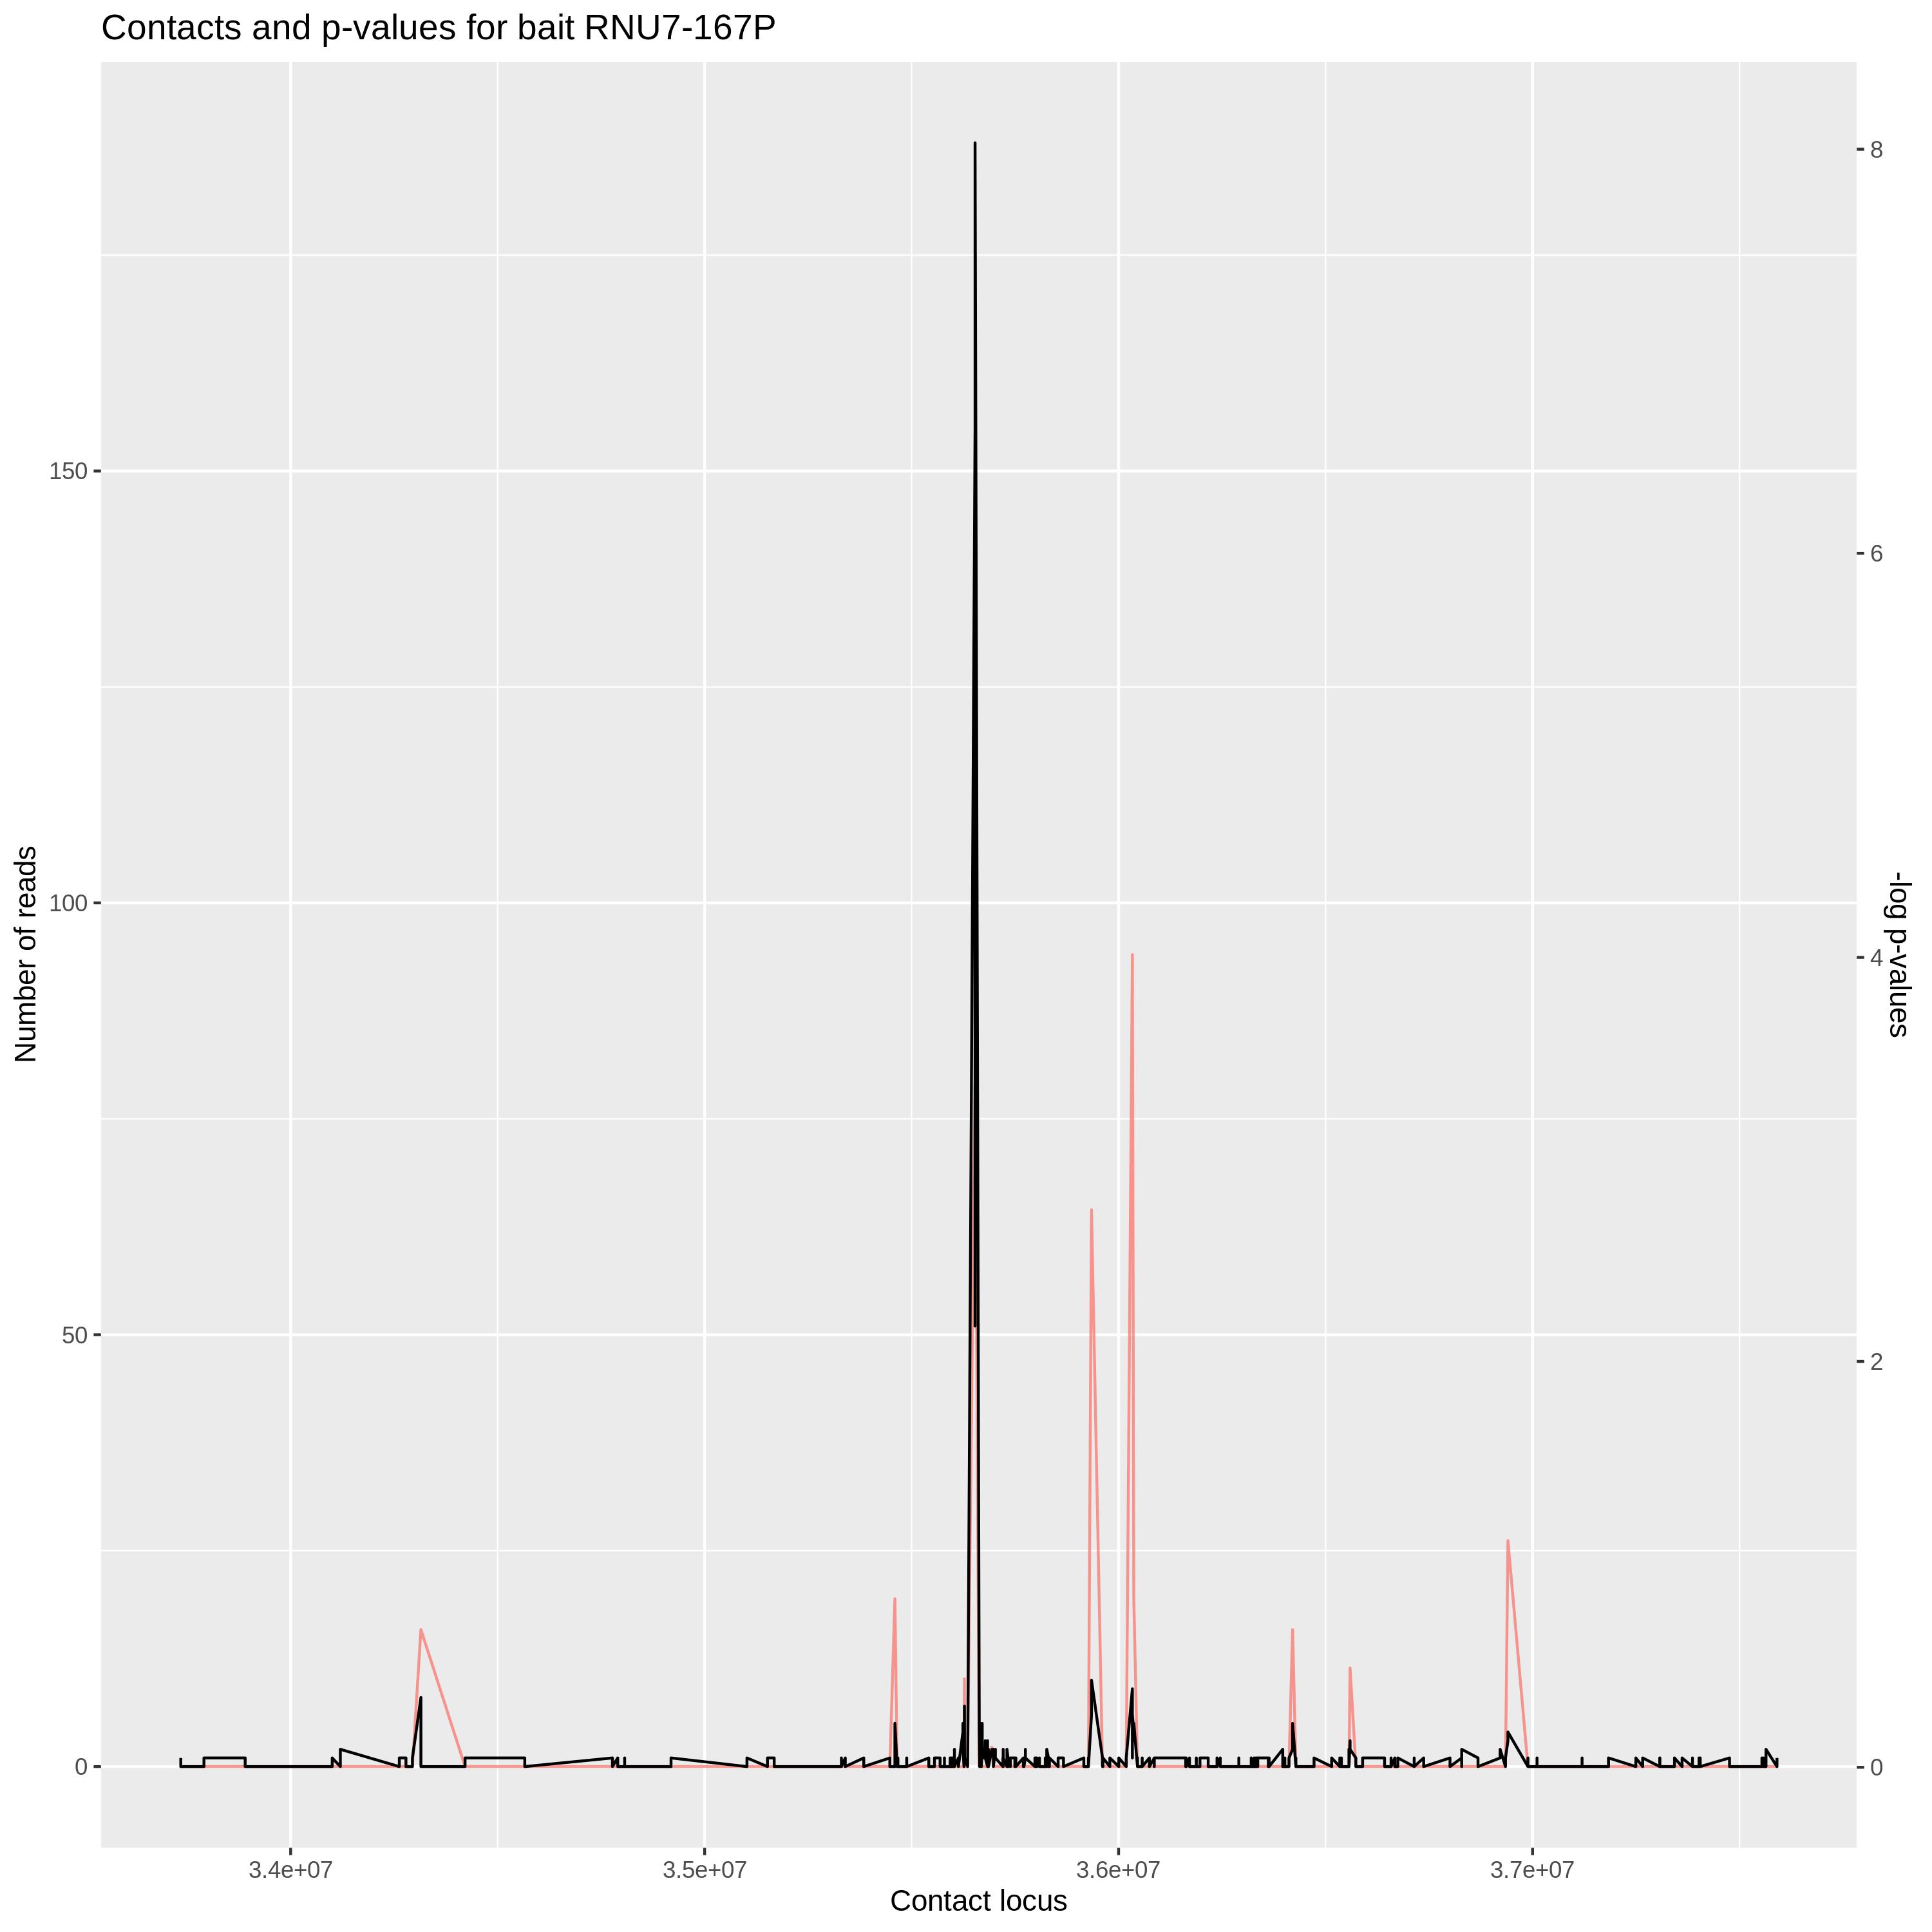 Contacts and p-values for bait RNU7-167P
150
100
50
0
8
6
4
2
0
Number of reads
-log p-values
3.4e+07 3.5e+07 3.6e+07 3.7e+07
Contact locus